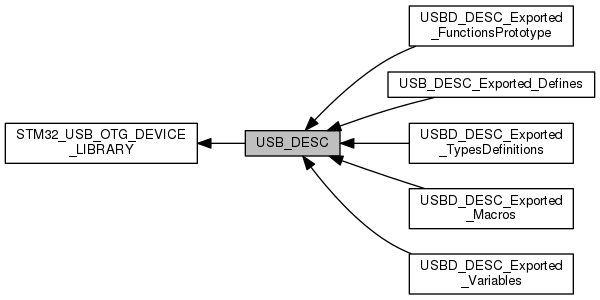 USBD_DESC_Exported
_FunctionsPrototype
USB_DESC_Exported_Defines
STM32_USB_OTG_DEVICE
_LIBRARY
USB_DESC
USBD_DESC_Exported
_TypesDefinitions
USBD_DESC_Exported
_Macros
USBD_DESC_Exported
_Variables